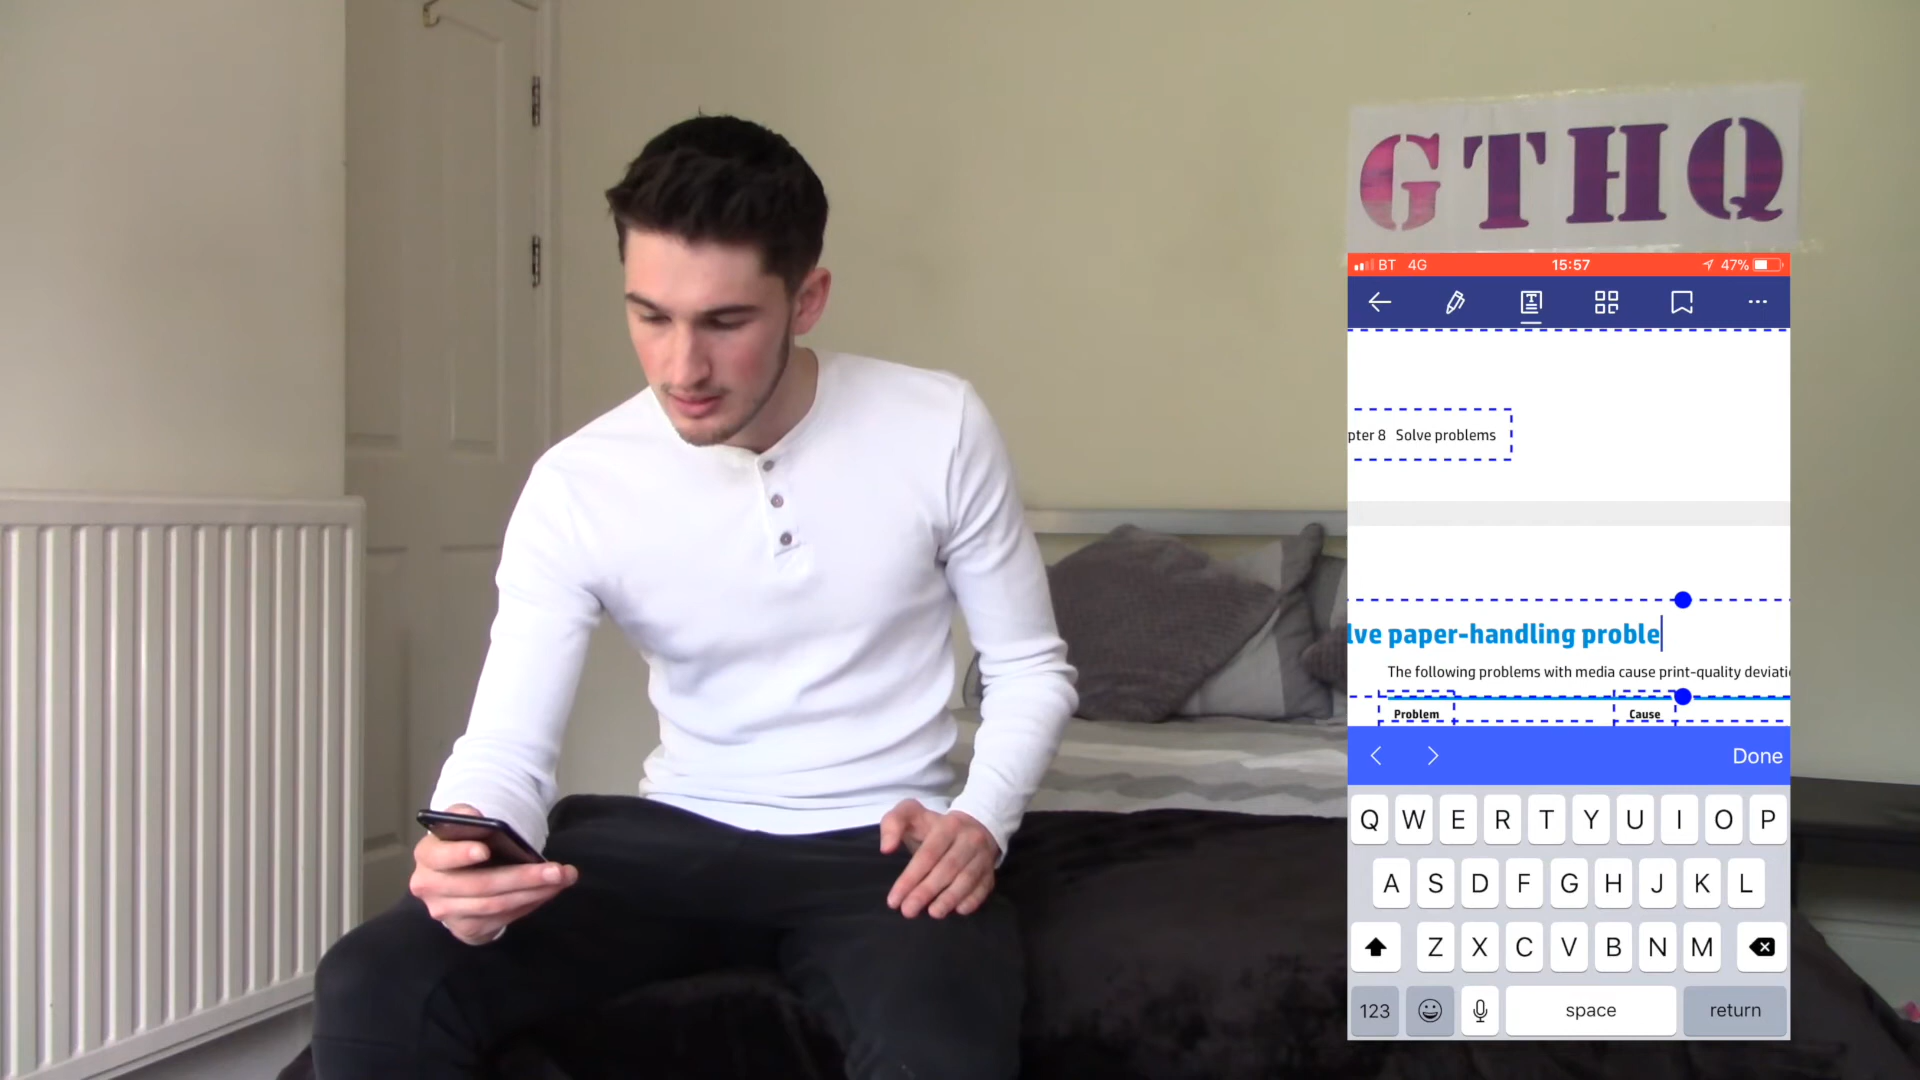 GTHQ
BT 4G 15:57 47%
pter 8 Solve problems
lve paper-handling proble
The following problems with media cause print-quality deviati
Problem Cause
Done
Q W E R T Y U I O P
A S D F G H J K L
Z X C V B N M
123 space return